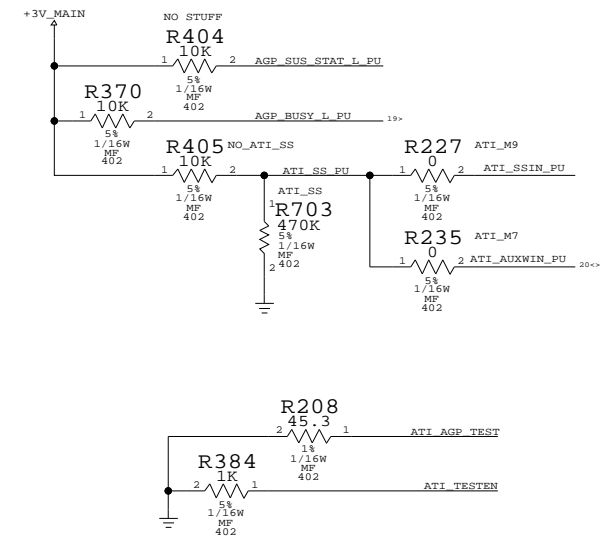 +3V_MAIN
NO STUFF
R404
10K
1 2 AGP_SUS_STAT_L_PU
5%
1/16W
MF
402
R370
10K
1 2 AGP_BUSY_L_PU 19>
5%
1/16W
MF
402
R405 NO_ATI_SS
10K
1 2 ATI_SS_PU
5%
1/16W
MF
402
R227 ATI_M9
0
1 2 ATI_SSIN_PU
5%
1/16W
MF
402
ATI_SS
1
R703
470K
5%
1/16W
MF
402
2
R235 ATI_M7
0
1 2 ATI_AUXWIN_PU 20<>
5%
1/16W
MF
402
R208
45.3
2 1 ATI_AGP_TEST
1%
1/16W
MF
402
R384
1K
2 1 ATI_TESTEN
5%
1/16W
MF
402